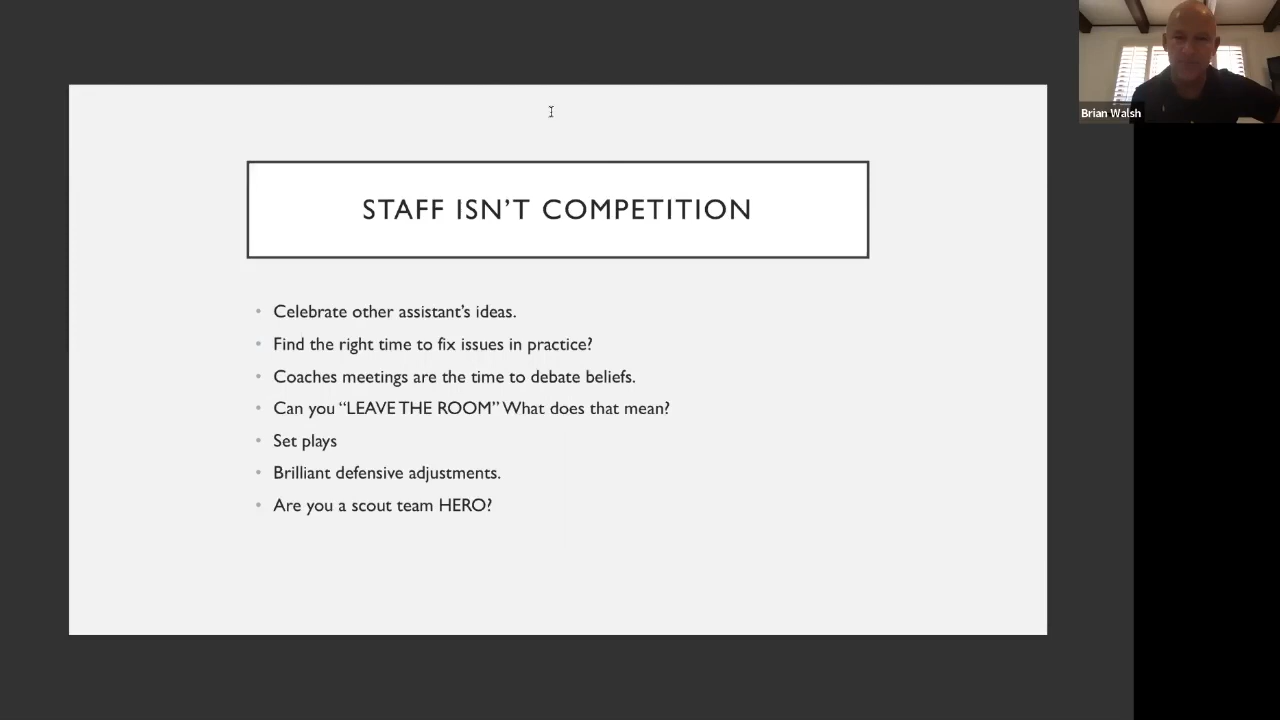 Brian Walsh
STAFF ISN’T COMPETITION
• Celebrate other assistant’s ideas.
• Find the right time to fix issues in practice?
• Coaches meetings are the time to debate beliefs.
• Can you “LEAVE THE ROOM” What does that mean?
• Set plays
• Brilliant defensive adjustments.
• Are you a scout team HERO?